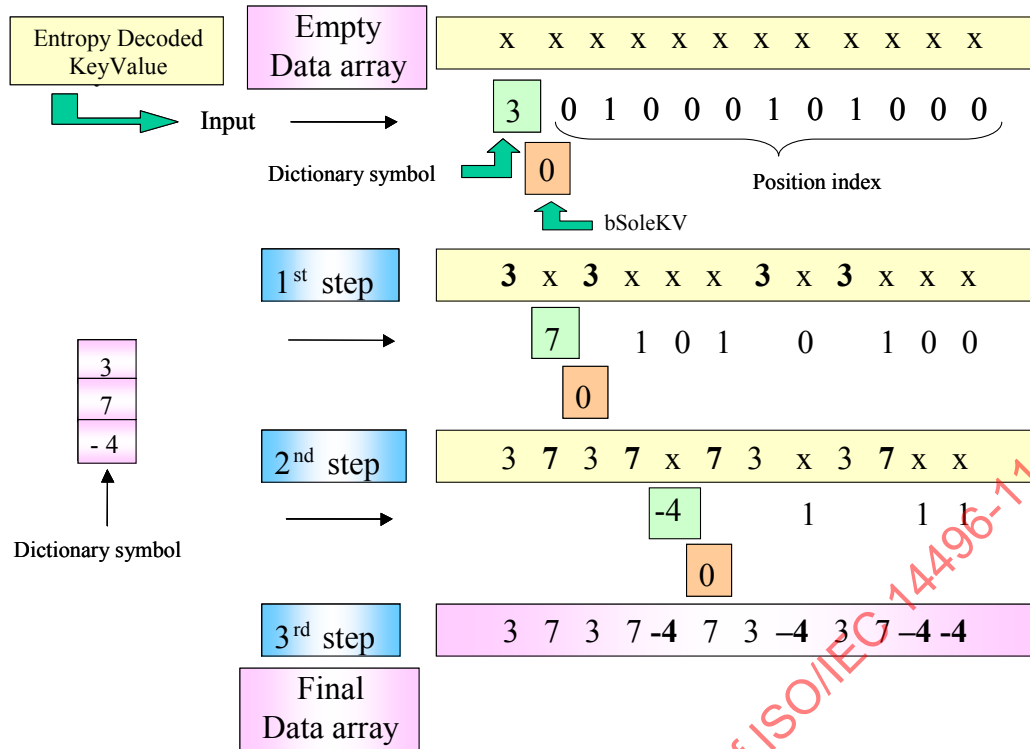 Entropy Decoded
KeyValue
Empty
Data array
x x x x x x x x x x x x
Input
3
0 1 0 0 0 1 0 1 0 0 0
Dictionary symbol
0
Position index
bSoleKV
1st step
3 x 3 x x x 3 x 3 x x x
7
1 0 1 0 1 0 0
0
3
7
- 4
2nd step
3 7 3 7 x 7 3 x 3 7 x x
-4
1 1 1
Dictionary symbol
0
3rd step
3 7 3 7 -4 7 3 –4 3 7 –4 -4
Final
Data array
of ISO/IEC 14496-11